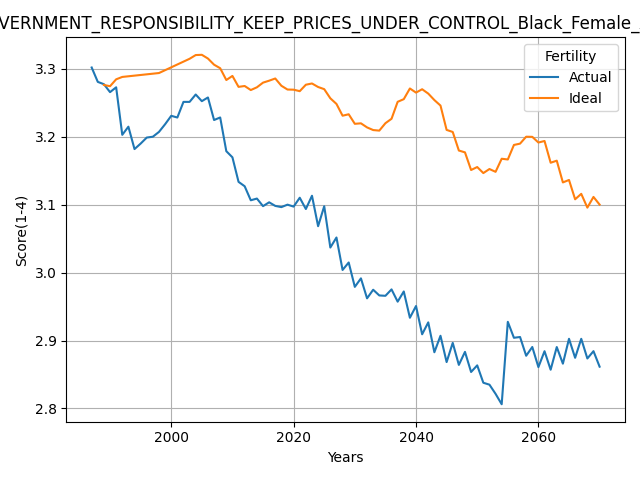 VERNMENT_RESPONSIBILITY_KEEP_PRICES_UNDER_CONTROL_Black_Female_
Fertility
Actual
Ideal
3.3
3.2
3.1
3.0
2.9
2.8
Score(1-4)
2000
2020
2040
2060
Years